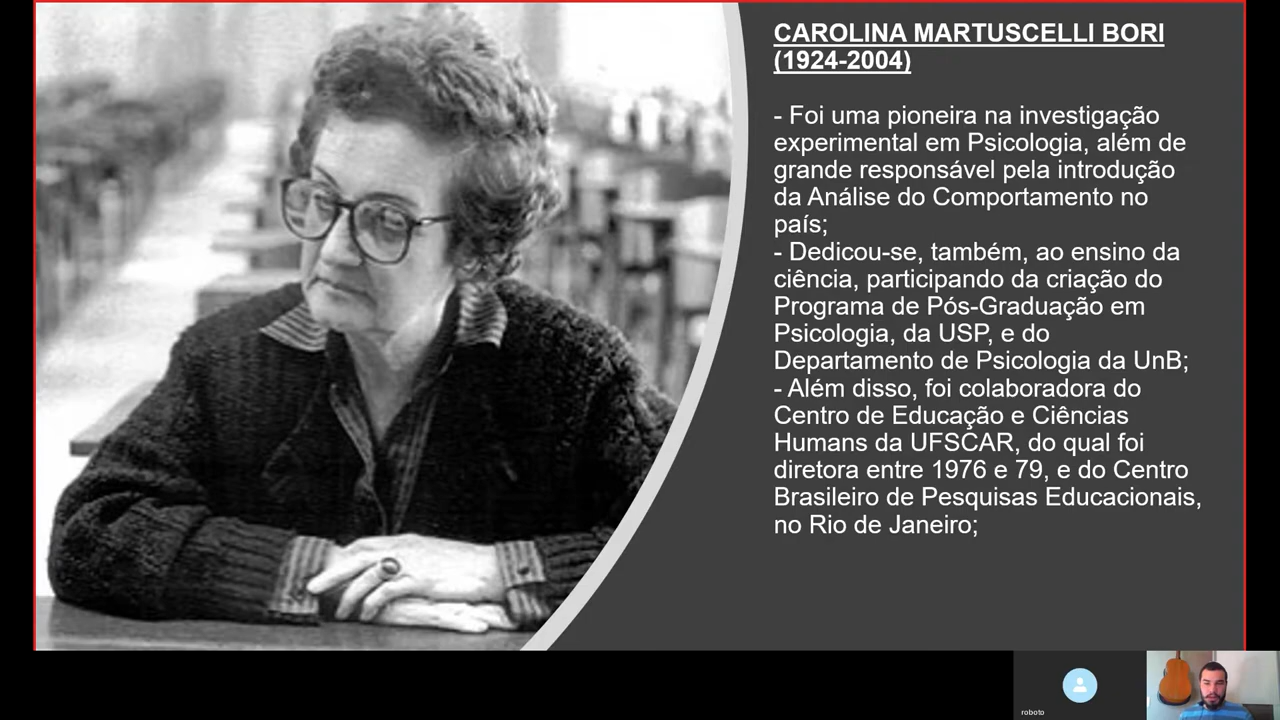 CAROLINA MARTUSCELLI BORI
(1924-2004)
- Foi uma pioneira na investigação
experimental em Psicologia, além de
grande responsável pela introdução
da Análise do Comportamento no
país;
- Dedicou-se, também, ao ensino da
ciência, participando da criação do
Programa de Pós-Graduação em
Psicologia, da USP, e do
Departamento de Psicologia da UnB;
- Além disso, foi colaboradora do
Centro de Educação e Ciências
Humans da UFSCAR, do qual foi
diretora entre 1976 e 79, e do Centro
Brasileiro de Pesquisas Educacionais,
no Rio de Janeiro;
roboto